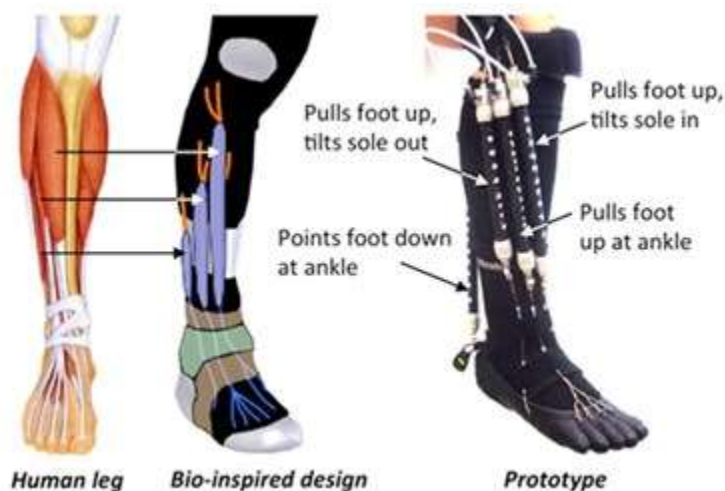 Pulls foot up,
tilts sole out
Pulls foot up,
tilts sole in
Points foot down
at ankle
Pulls foot
up at ankle
Human leg
Bio-inspired design
Prototype